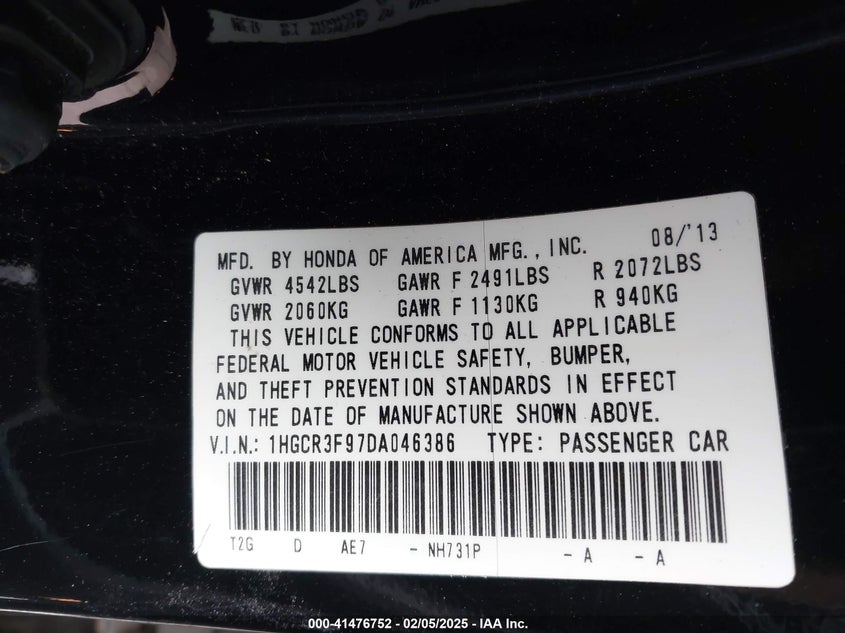 MFD. BY HONDA OF AMERICA MFG., INC. 08/'13
GVWR 4542LBS GAWR F 2491LBS R 2072LBS
GVWR 2060KG GAWR F 1130KG R 940KG
THIS VEHICLE CONFORMS TO ALL APPLICABLE
FEDERAL MOTOR VEHICLE SAFETY, BUMPER,
AND THEFT PREVENTION STANDARDS IN EFFECT
ON THE DATE OF MANUFACTURE SHOWN ABOVE.
V.I.N.: 1HGCR3F97DA046386 TYPE: PASSENGER CAR
T2G D AE7 - NH731P - A - A
000-41476752 — 02/05/2025 - IAA Inc.